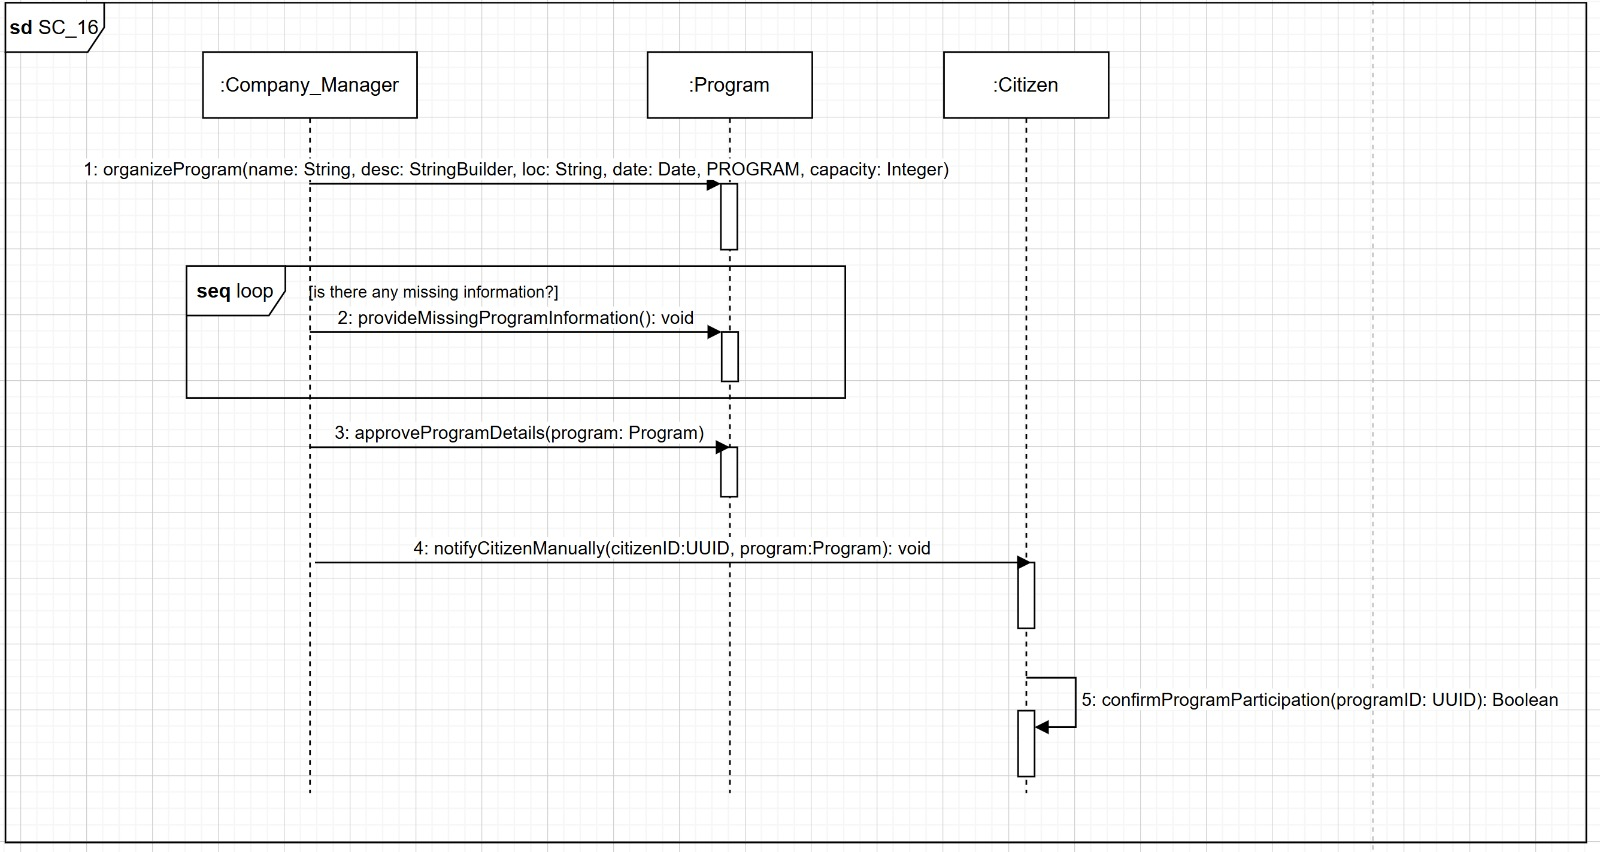 sd SC_16
:Company_Manager
:Program
:Citizen
1: organizeProgram(name: String, desc: StringBuilder, loc: String, date: Date, PROGRAM, capacity: Integer)
seq loop
[is there any missing information?]
2: provideMissingProgramInformation(): void
3: approveProgramDetails(program: Program)
4: notifyCitizenManually(citizenID:UUID, program:Program): void
5: confirmProgramParticipation(programID: UUID): Boolean